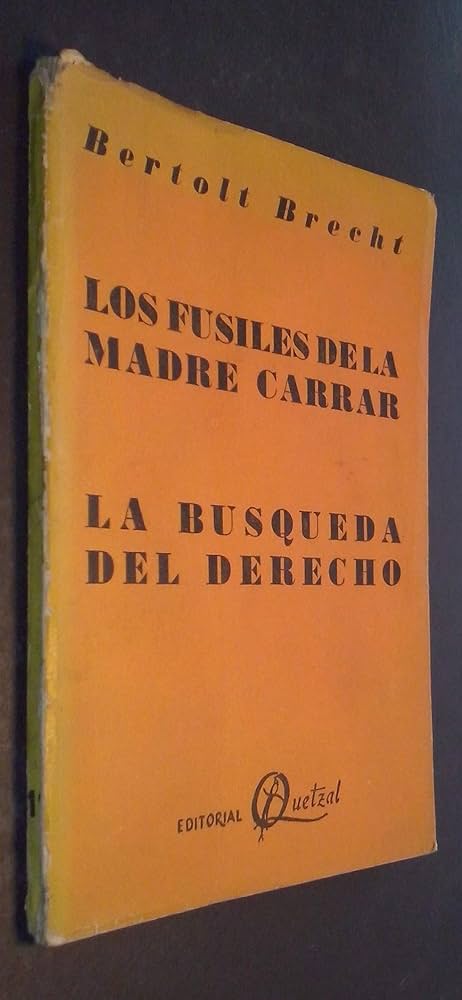 Bertolt Brecht
LOS FUSILES DE LA
MADRE CARRAR
LA BUSQUEDA
DEL DERECHO
EDITORIAL Quetzal